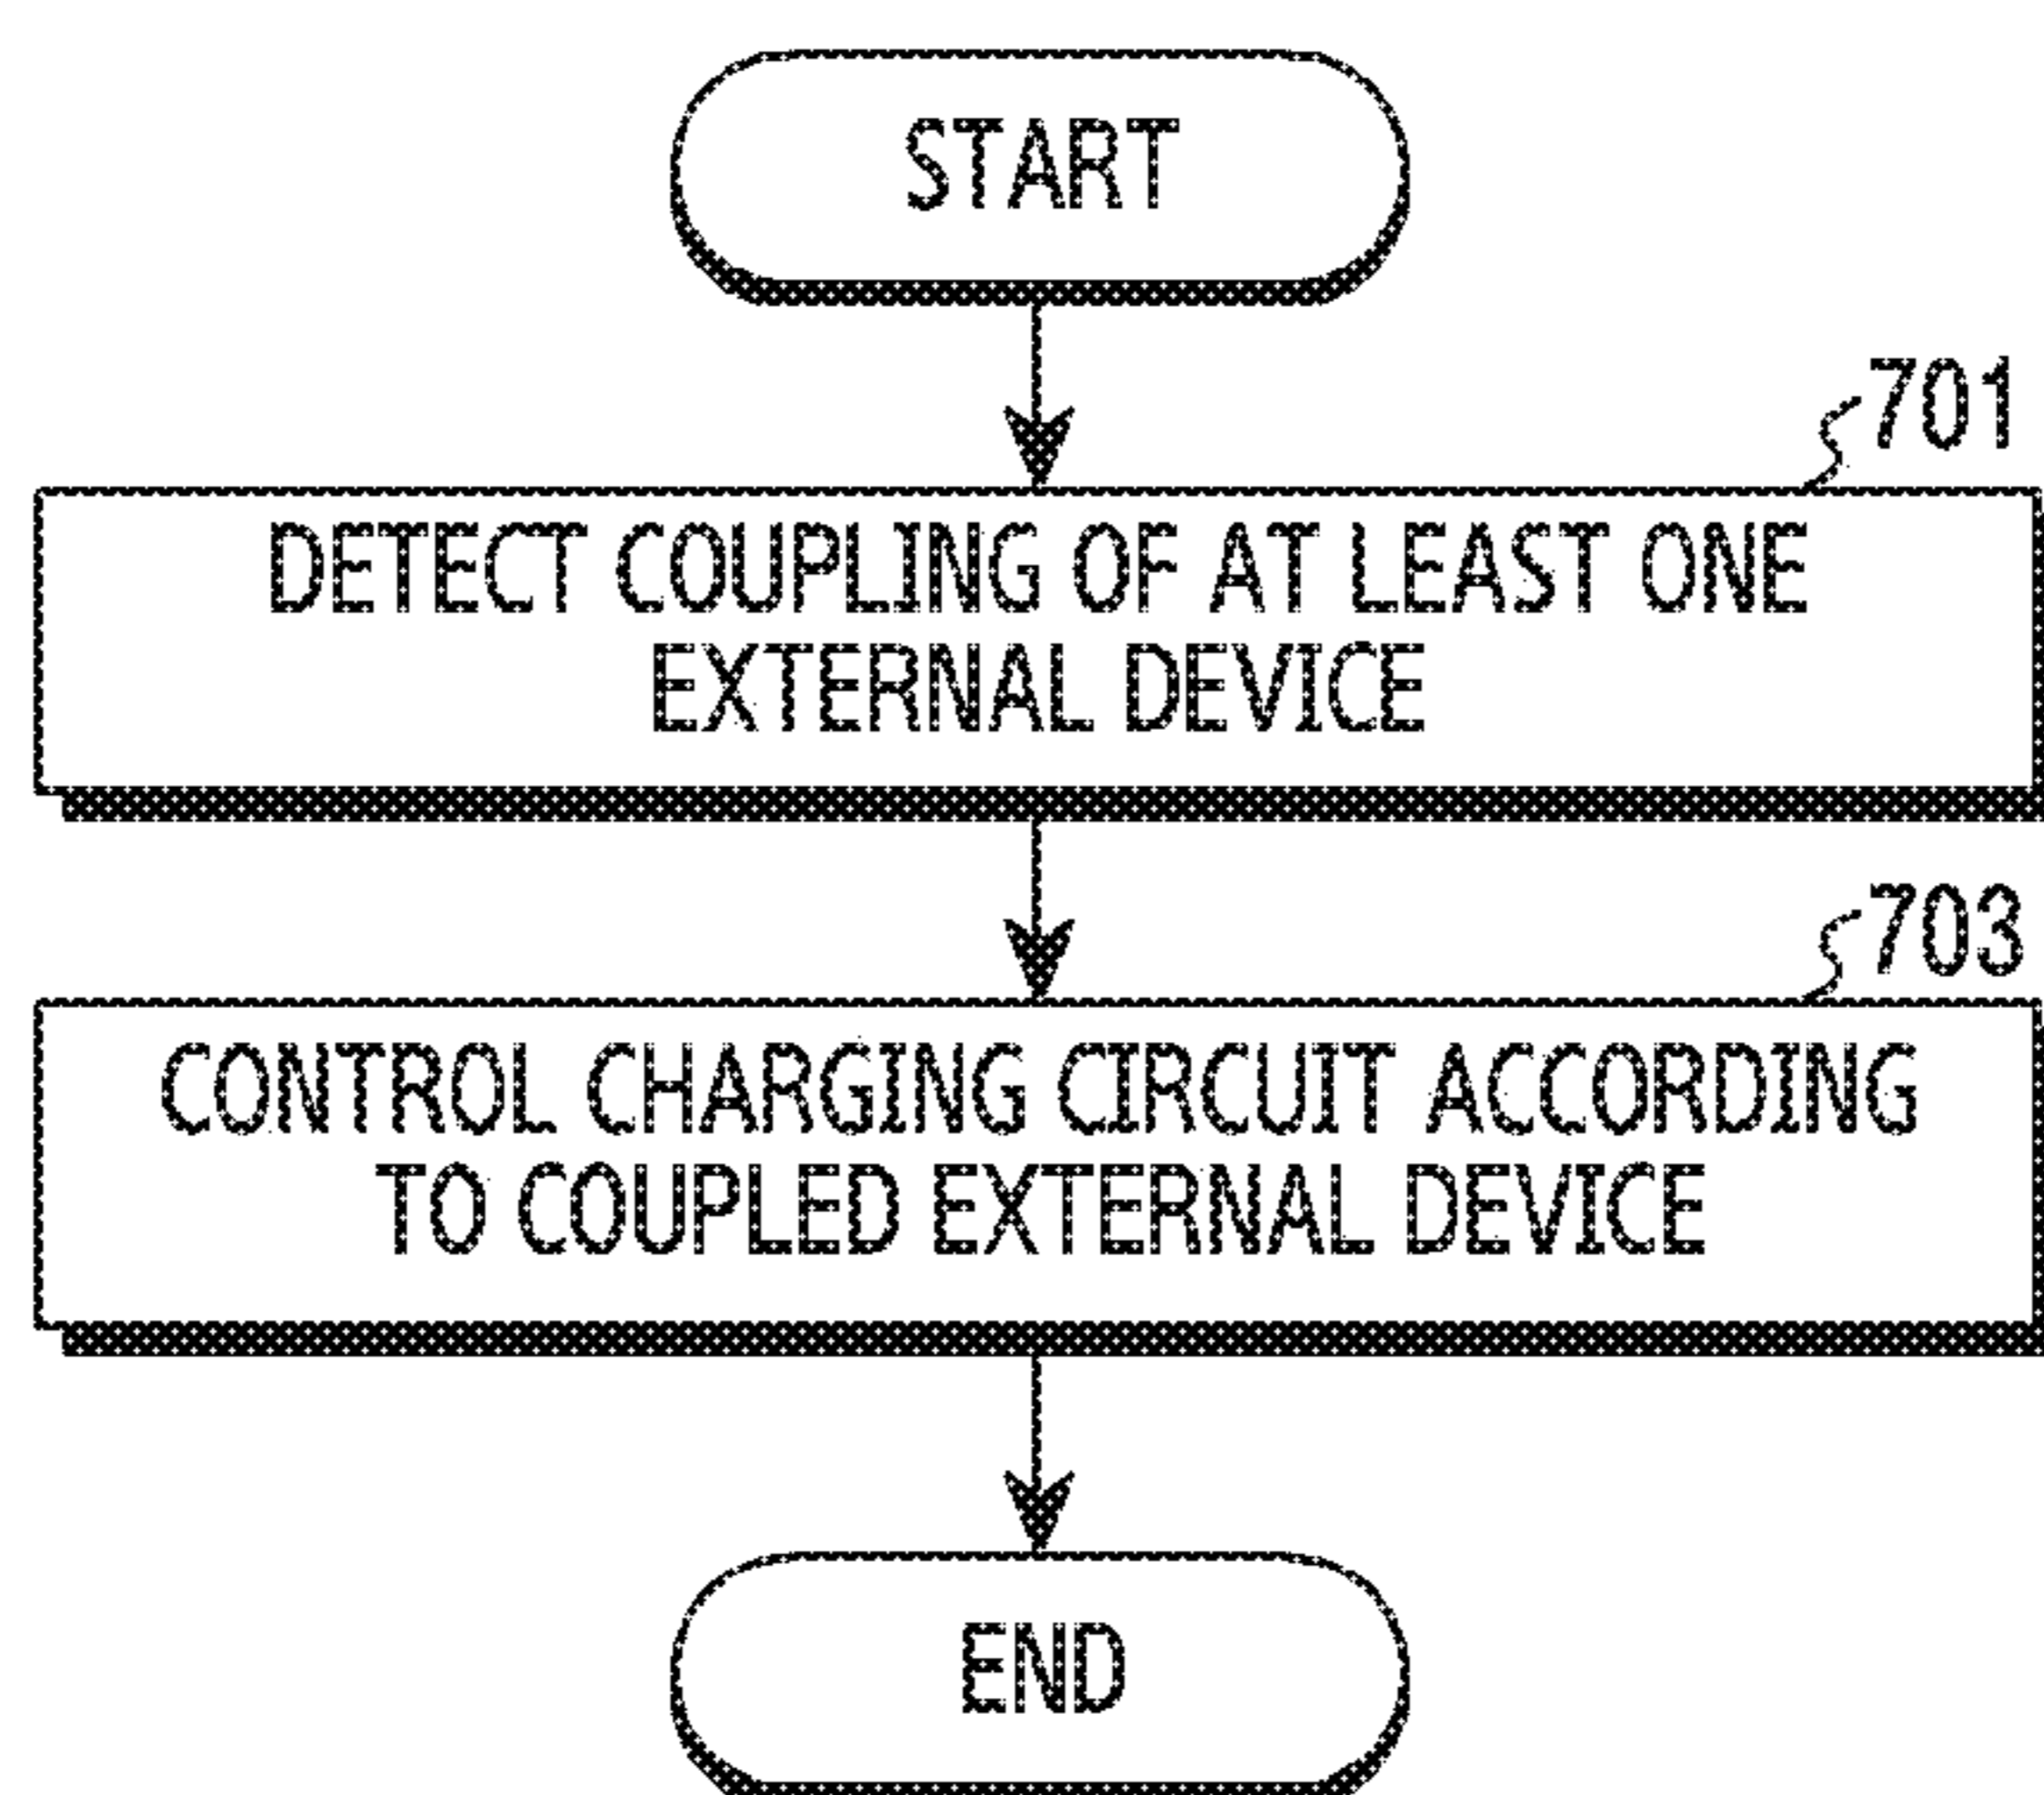 START
701
DETECT COUPLING OF AT LEAST ONE
EXTERNAL DEVICE
703
CONTROL CHARGING CIRCUIT ACCORDING
TO COUPLED EXTERNAL DEVICE
END